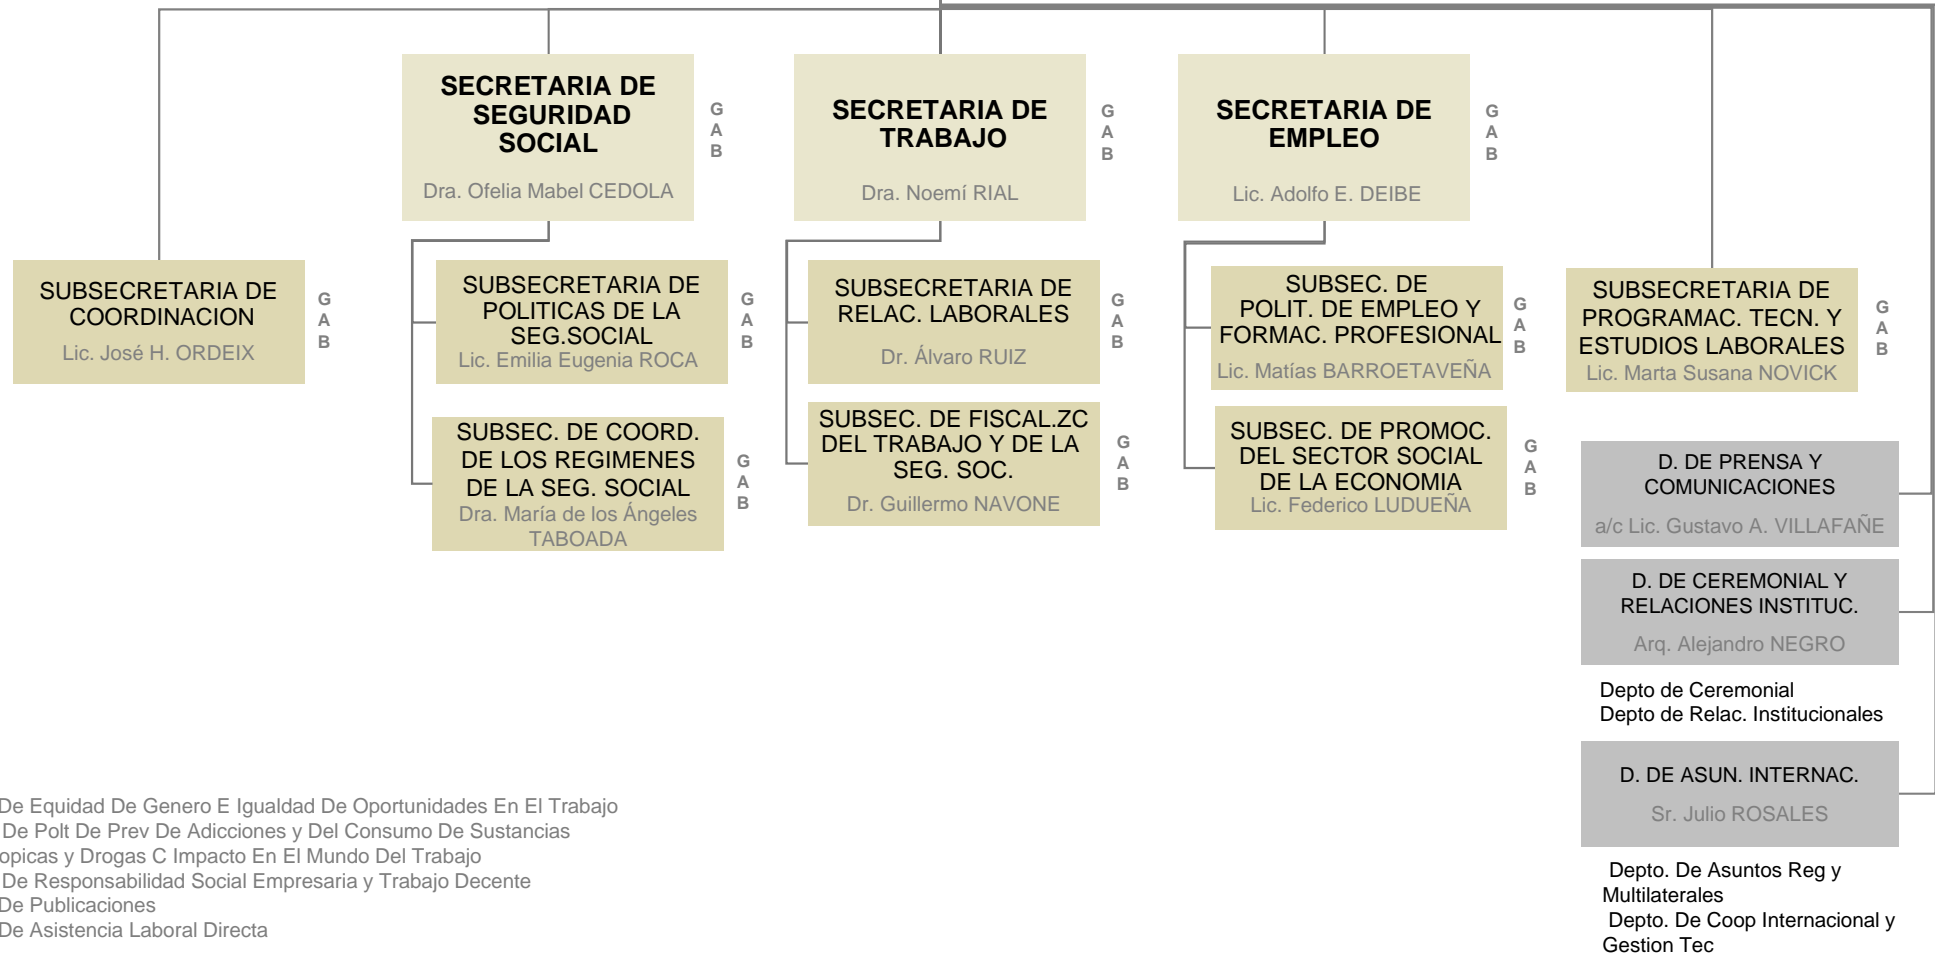 SECRETARIA DE
SEGURIDAD
SOCIAL
Dra. Ofelia Mabel CEDOLA
G
A
B
SECRETARIA DE
TRABAJO
Dra. Noemí RIAL
G
A
B
SECRETARIA DE
EMPLEO
Lic. Adolfo E. DEIBE
G
A
B
SUBSECRETARIA DE
COORDINACION
Lic. José H. ORDEIX
G
A
B
SUBSECRETARIA DE
POLITICAS DE LA
SEG.SOCIAL
Lic. Emilia Eugenia ROCA
G
A
B
SUBSECRETARIA DE
RELAC. LABORALES
Dr. Álvaro RUIZ
G
A
B
SUBSEC. DE
POLIT. DE EMPLEO Y
FORMAC. PROFESIONAL
Lic. Matías BARROETAVEÑA
G
A
B
SUBSECRETARIA DE
PROGRAMAC. TECN. Y
ESTUDIOS LABORALES
Lic. Marta Susana NOVICK
G
A
B
SUBSEC. DE COORD.
DE LOS REGIMENES
DE LA SEG. SOCIAL
Dra. María de los Ángeles
TABOADA
G
A
B
SUBSEC. DE FISCAL.ZC
DEL TRABAJO Y DE LA
SEG. SOC.
Dr. Guillermo NAVONE
G
A
B
SUBSEC. DE PROMOC.
DEL SECTOR SOCIAL
DE LA ECONOMIA
Lic. Federico LUDUEÑA
G
A
B
D. DE PRENSA Y
COMUNICACIONES
a/c Lic. Gustavo A. VILLAFAÑE
D. DE CEREMONIAL Y
RELACIONES INSTITUC.
Arq. Alejandro NEGRO
Depto de Ceremonial
Depto de Relac. Institucionales
D. DE ASUN. INTERNAC.
Sr. Julio ROSALES
Depto. De Asuntos Reg y
Multilaterales
Depto. De Coop Internacional y
Gestion Tec
De Equidad De Genero E Igualdad De Oportunidades En El Trabajo
De Polt De Prev De Adicciones y Del Consumo De Sustancias
opicas y Drogas C Impacto En El Mundo Del Trabajo
De Responsabilidad Social Empresaria y Trabajo Decente
De Publicaciones
De Asistencia Laboral Directa